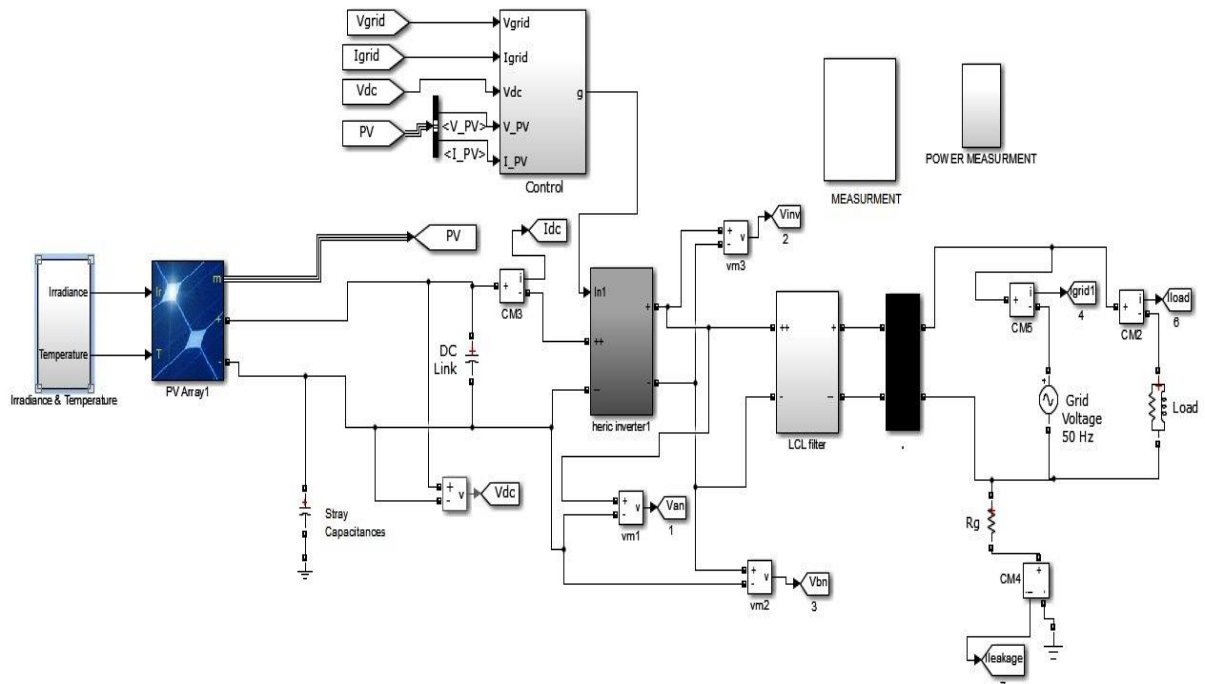 Vgrid
Igrid
Vdc
PV
<V_PV>
<I_PV>
Vgrid
Igrid
Vdc
V_PV
I_PV
g
Control
MEASURMENT
POWER MEASURMENT
Irradiance
Temperature
Irradiance & Temperature
Ir
T
m
+
-
PV Array1
PV
Idc
i
+
-
CM3
DC
Link
In1
++
--
+
-
heric inverter1
+
-
v
vm3
Vinv
2
++
-
+
--
LCL filter
.
+
i
-
CM5
Igrid1
4
+
i
-
CM2
Iload
6
Grid
Voltage
50 Hz
Load
Stray
Capacitances
+
-
v
Vdc
+
-
v
vm1
Van
1
+
-
v
vm2
Vbn
3
Rg
CM4
+
-
Ileakage